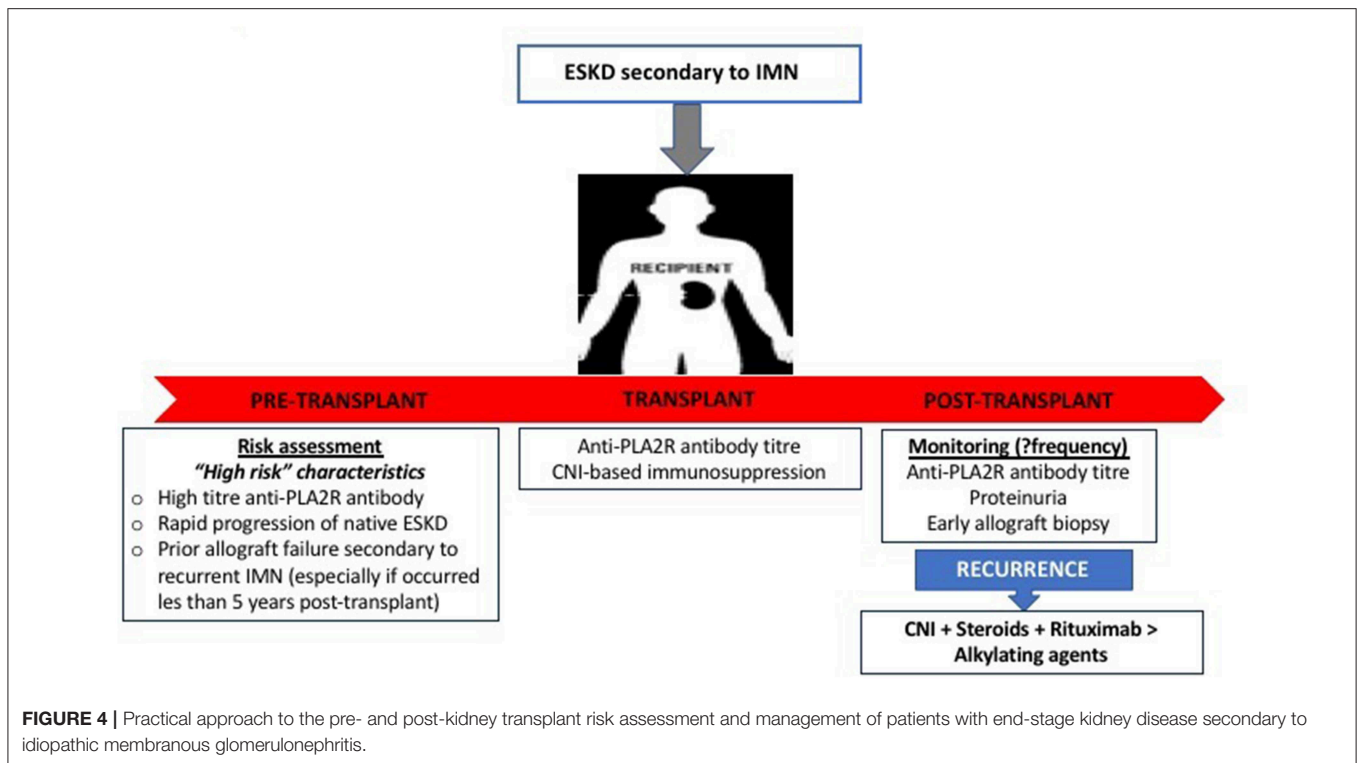 ESKD secondary to IMN
RECIPIENT
PRE-TRANSPLANT
TRANSPLANT
POST-TRANSPLANT
Risk assessment
"High risk" characteristics
o High titre anti-PLA2R antibody
o Rapid progression of native ESKD
o Prior allograft failure secondary to
recurrent IMN (especially if occurred
less than 5 years post-transplant)
Anti-PLA2R antibody titre
CNI-based immunosuppression
Monitoring (?frequency)
Anti-PLA2R antibody titre
Proteinuria
Early allograft biopsy
RECURRENCE
CNI + Steroids + Rituximab >
Alkylating agents
FIGURE 4 | Practical approach to the pre- and post-kidney transplant risk assessment and management of patients with end-stage kidney disease secondary to
idiopathic membranous glomerulonephritis.